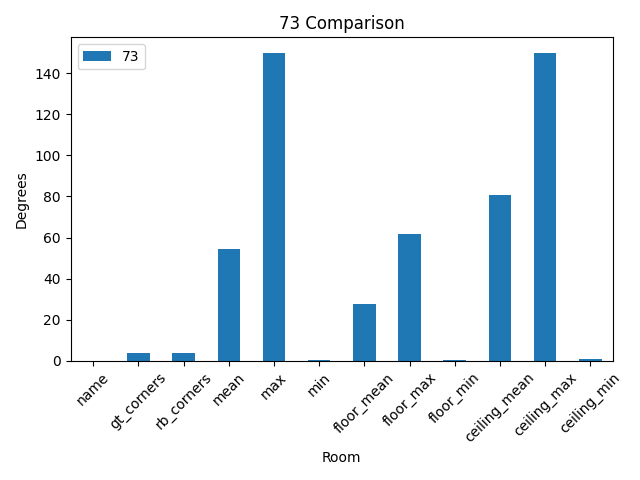 73 Comparison
73
Degrees
140
120
100
80
60
40
20
0
name
gt_corners
rb_corners
mean
max
min
floor_mean
floor_max
floor_min
ceiling_mean
ceiling_max
ceiling_min
Room